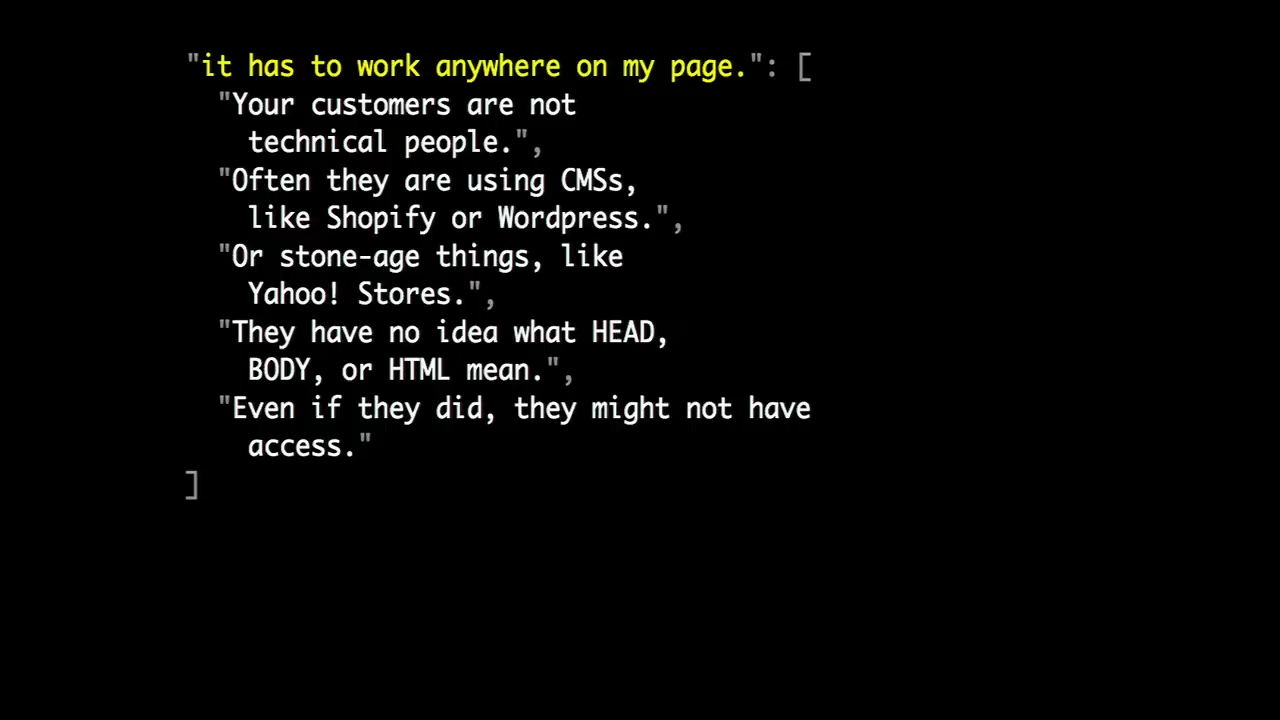 "it has to work anywhere on my page.": [
"Your customers are not
technical people.",
"Often they are using CMSs,
like Shopify or Wordpress.",
"Or stone-age things, like
Yahoo! Stores.",
"They have no idea what HEAD,
BODY, or HTML mean.",
"Even if they did, they might not have
access."
]